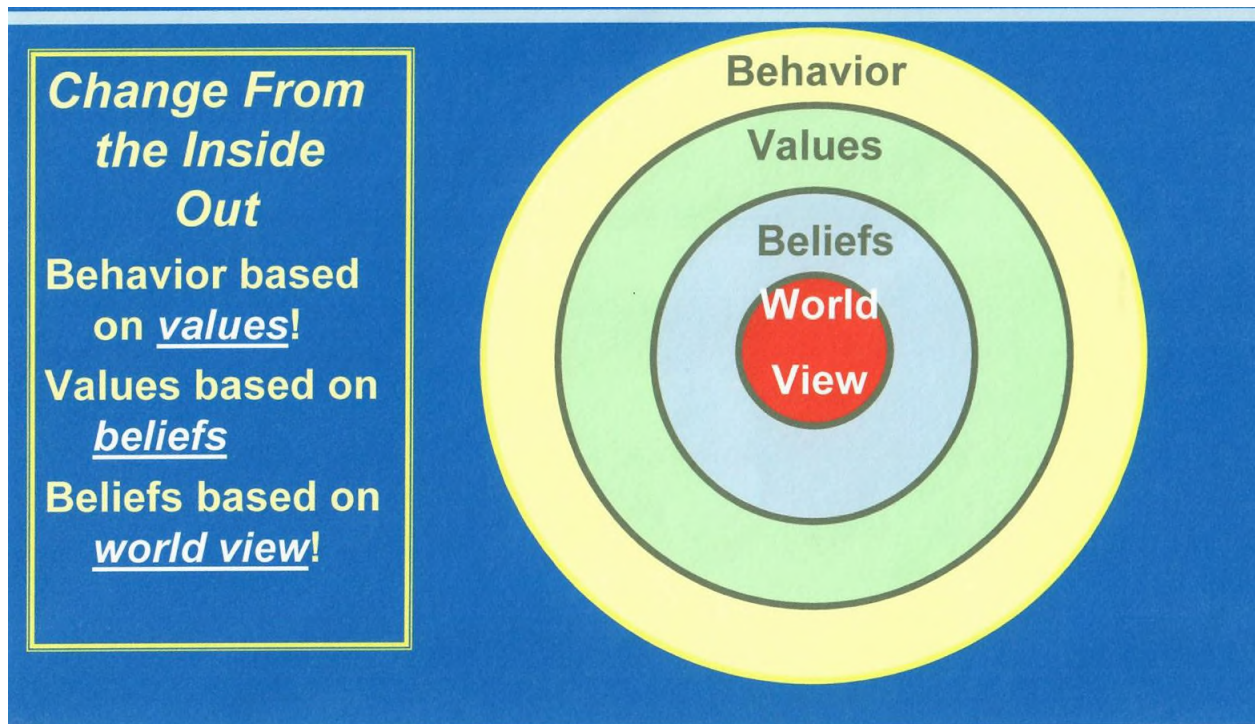 Change From
the Inside
Out
Behavior based
on values!
Values based on
beliefs
Beliefs based on
world view!
Behavior
Values
Beliefs
World
View